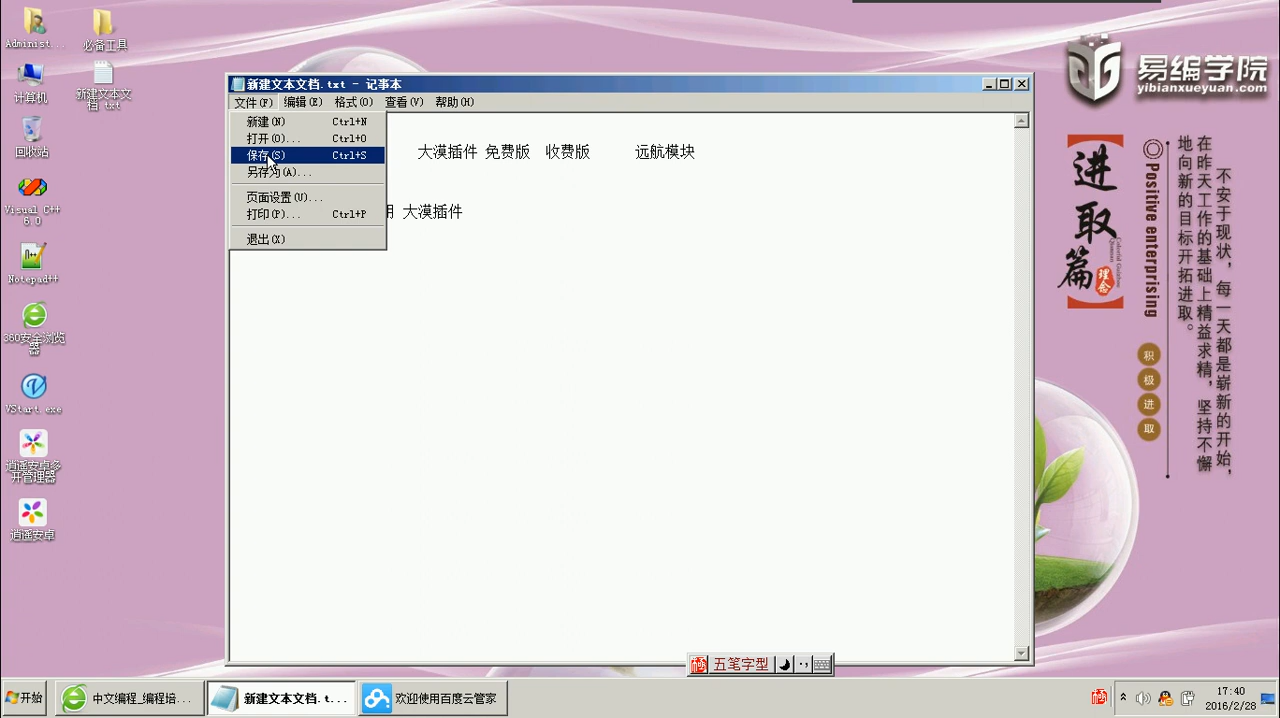 Administ...
必备工具
计算机
新建文本文档.txt
回收站
Visual C++ 6.0
Notepad++
360安全浏览器
VStart.exe
逍遥安卓多开管理器
逍遥安卓
新建文本文档.txt - 记事本
文件(F) 编辑(E) 格式(O) 查看(V) 帮助(H)
新建(N) Ctrl+N
打开(O)... Ctrl+O
保存(S) Ctrl+S
另存为(A)...
页面设置(U)...
打印(P)... Ctrl+P
退出(X)
大漠插件 免费版 收费版 远航模块
大漠插件
易编学院
yibianxueyuan.com
进取篇
理念
Positive enterprising
不安于现状，每一天都是崭新的开始，
在昨天工作的基础上精益求精，坚持不懈
地向新的目标开拓进取。
积
极
进
取
五笔字型
开始
中文编程_编程培...
新建文本文档.t...
欢迎使用百度云管家
17:40
2016/2/28